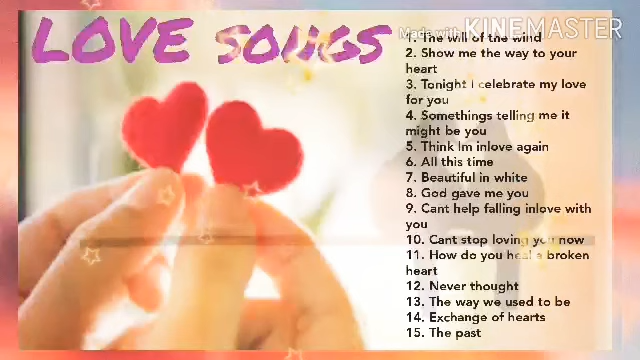 LOVE SONGS
Made with KINEMASTER
1. The will of the wind
2. Show me the way to your
heart
3. Tonight I celebrate my love
for you
4. Somethings telling me it
might be you
5. Think Im inlove again
6. All this time
7. Beautiful in white
8. God gave me you
9. Cant help falling inlove with
you
10. Cant stop loving you now
11. How do you heal a broken
heart
12. Never thought
13. The way we used to be
14. Exchange of hearts
15. The past